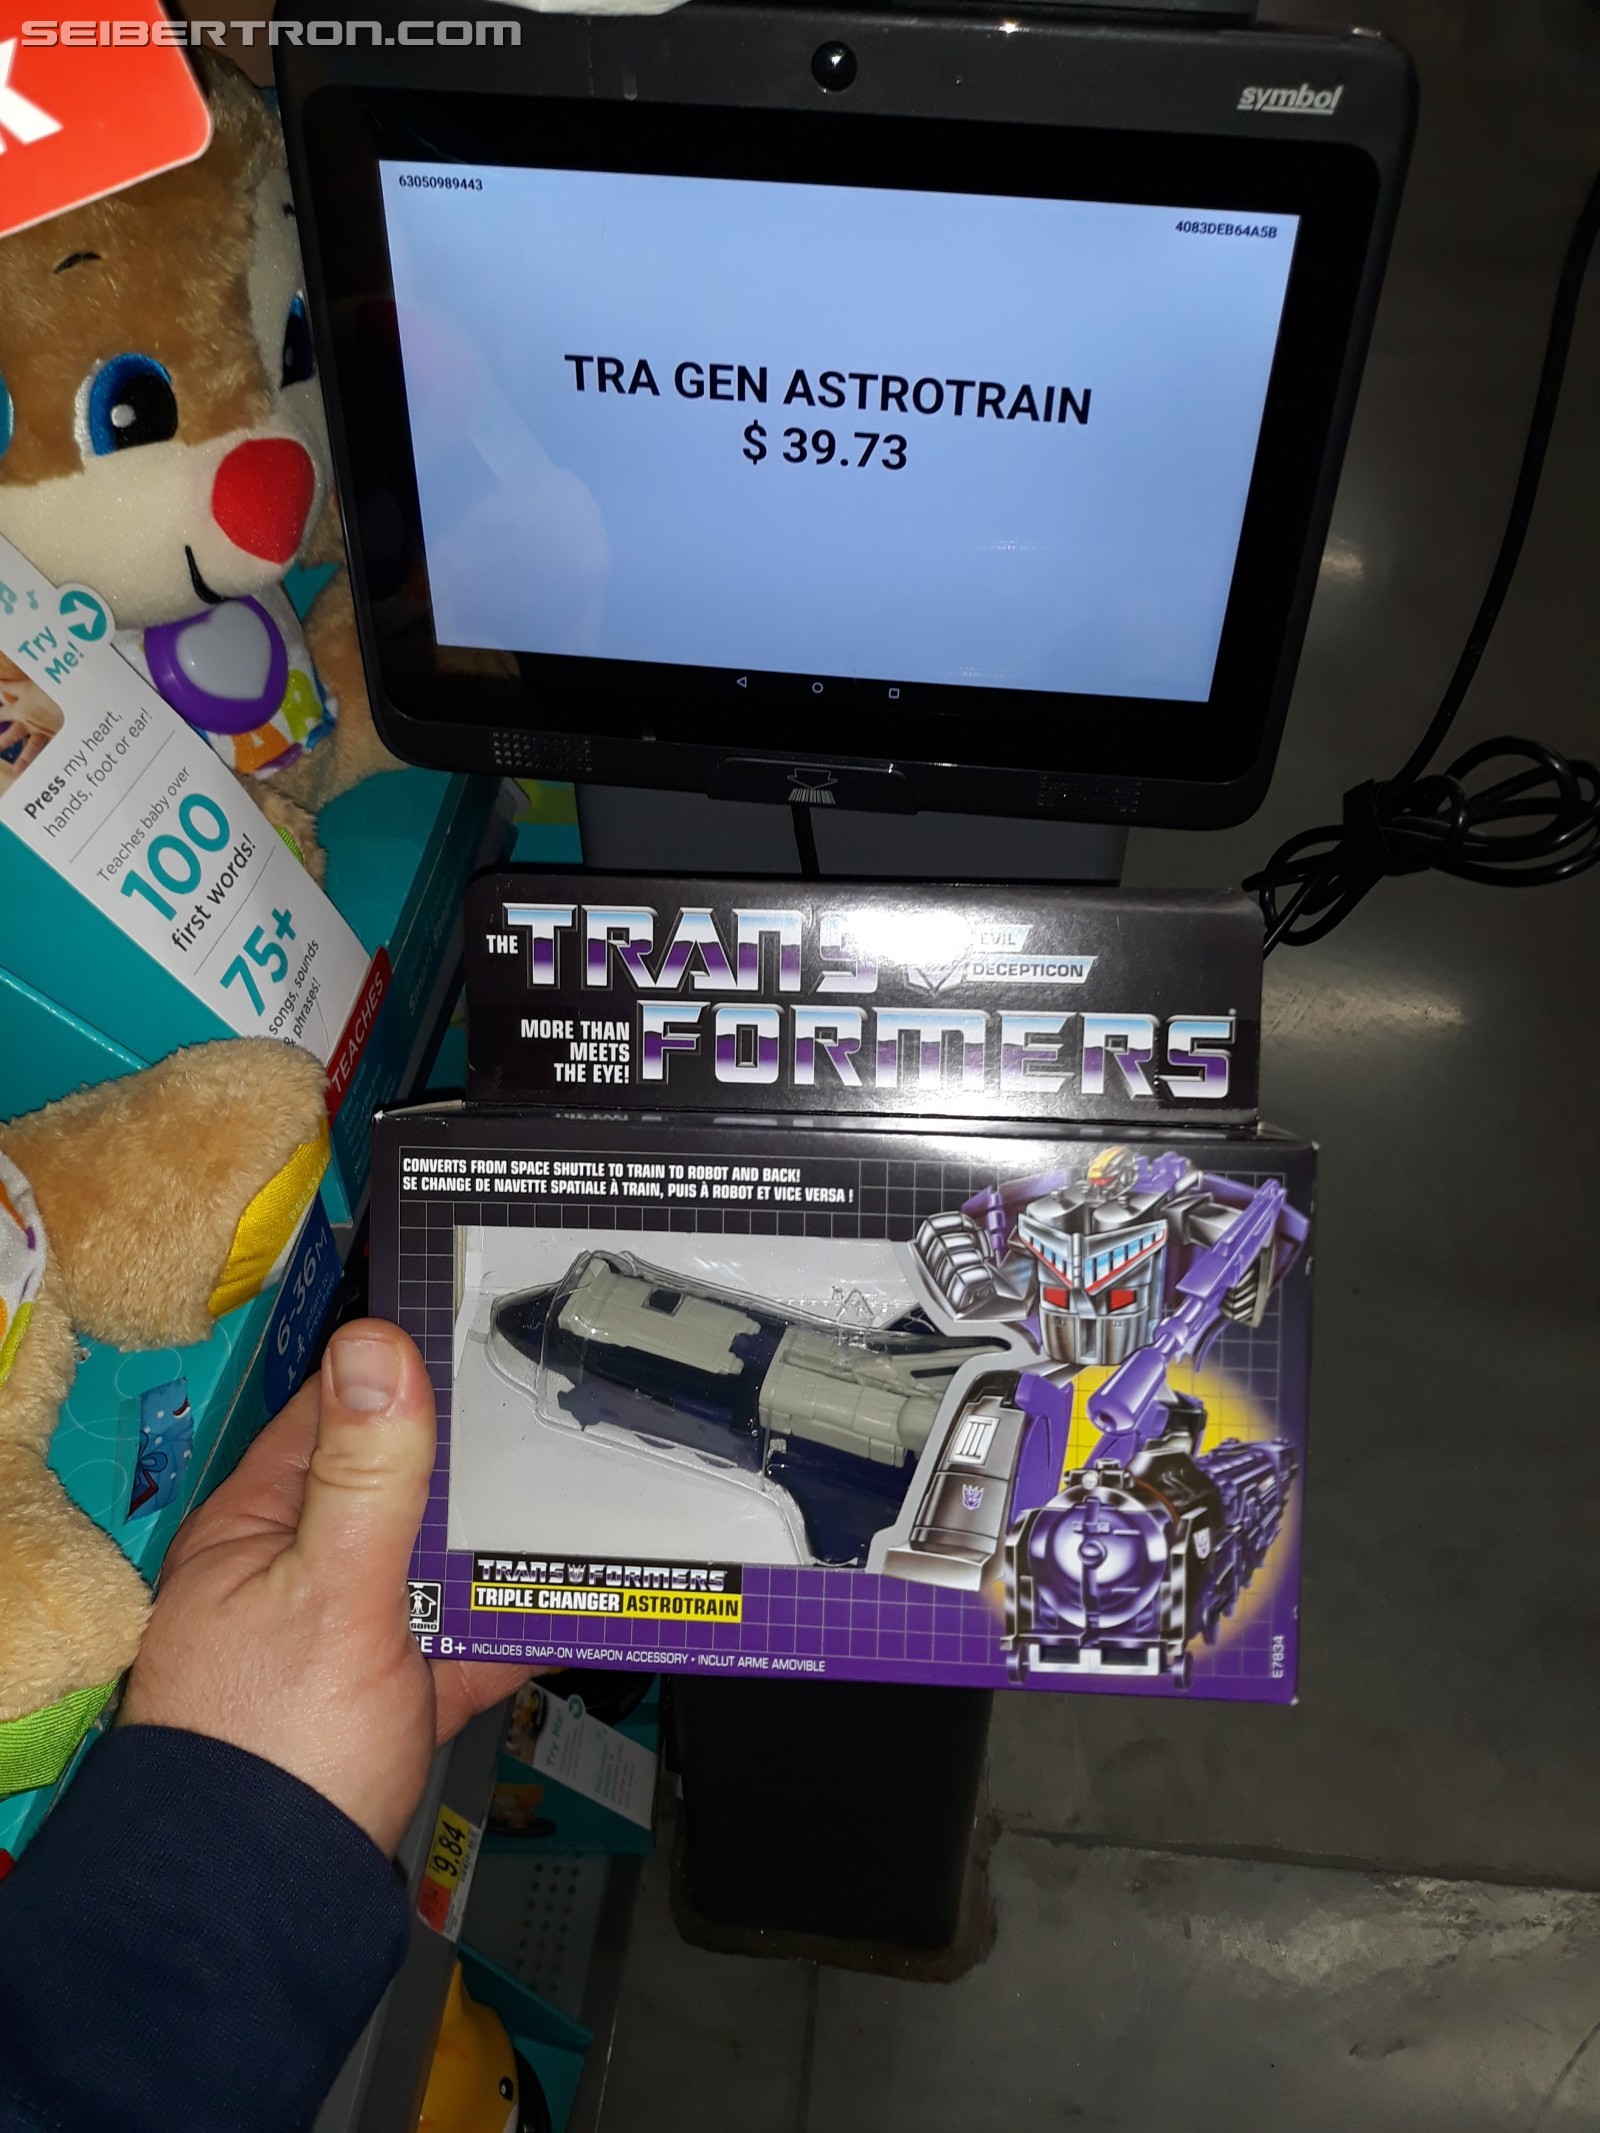 SEIBERTRON.COM
symbol
63050989443
4083DEB64A5B
TRA GEN ASTROTRAIN
$ 39.73
Try
Me!
Press my heart,
hands, foot or ear!
Teaches baby over
100
first words!
75+
songs, sounds
& phrases!
TEACHES
6-36M
THE TRANSFORMERS
EVIL
DECEPTICON
MORE THAN
MEETS
THE EYE!
CONVERTS FROM SPACE SHUTTLE TO TRAIN TO ROBOT AND BACK!
SE CHANGE DE NAVETTE SPATIALE À TRAIN, PUIS À ROBOT ET VICE VERSA !
TRANSFORMERS
TRIPLE CHANGER ASTROTRAIN
E 8+ INCLUDES SNAP-ON WEAPON ACCESSORY • INCLUT ARME AMOVIBLE
E7834
Try Me!
9.84